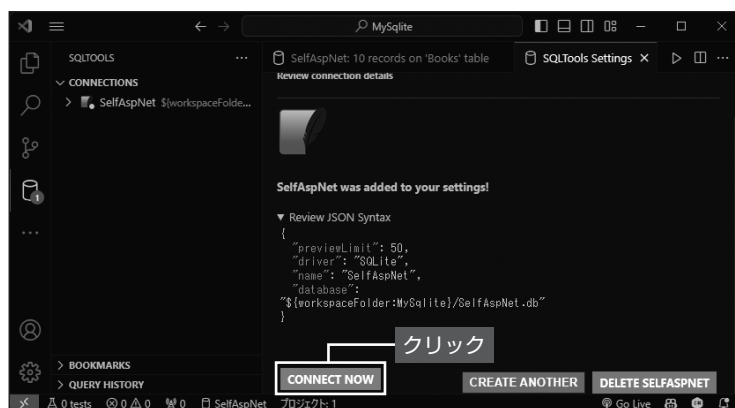 MySqlite
SQLTOOLS
SelfAspNet: 10 records on 'Books' table
SQLTools Settings
CONNECTIONS
SelfAspNet ${workspaceFolde...
Review connection details
SelfAspNet was added to your settings!
Review JSON Syntax
{
"previewLimit": 50,
"driver": "SQLite",
"name": "SelfAspNet",
"database":
"${workspaceFolder:MySqlite}/SelfAspNet.db"
}
クリック
BOOKMARKS
QUERY HISTORY
CONNECT NOW
CREATE ANOTHER
DELETE SELFASPNET
1
0 tests 0 0 0 SelfAspNet プロジェクト: 1 Go Live